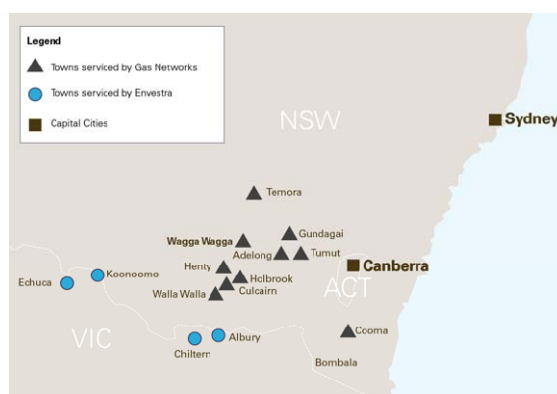 Legend
Towns serviced by Gas Networks
Towns serviced by Envestra
Capital Cities
NSW
Sydney
Temora
Gundagai
Wagga Wagga
Adelong
Tumut
Canberra
Henty
Holbrook
Culcairn
Walla Walla
ACT
Koonoomo
Echuca
VIC
Albury
Chiltern
Cooma
Bombala